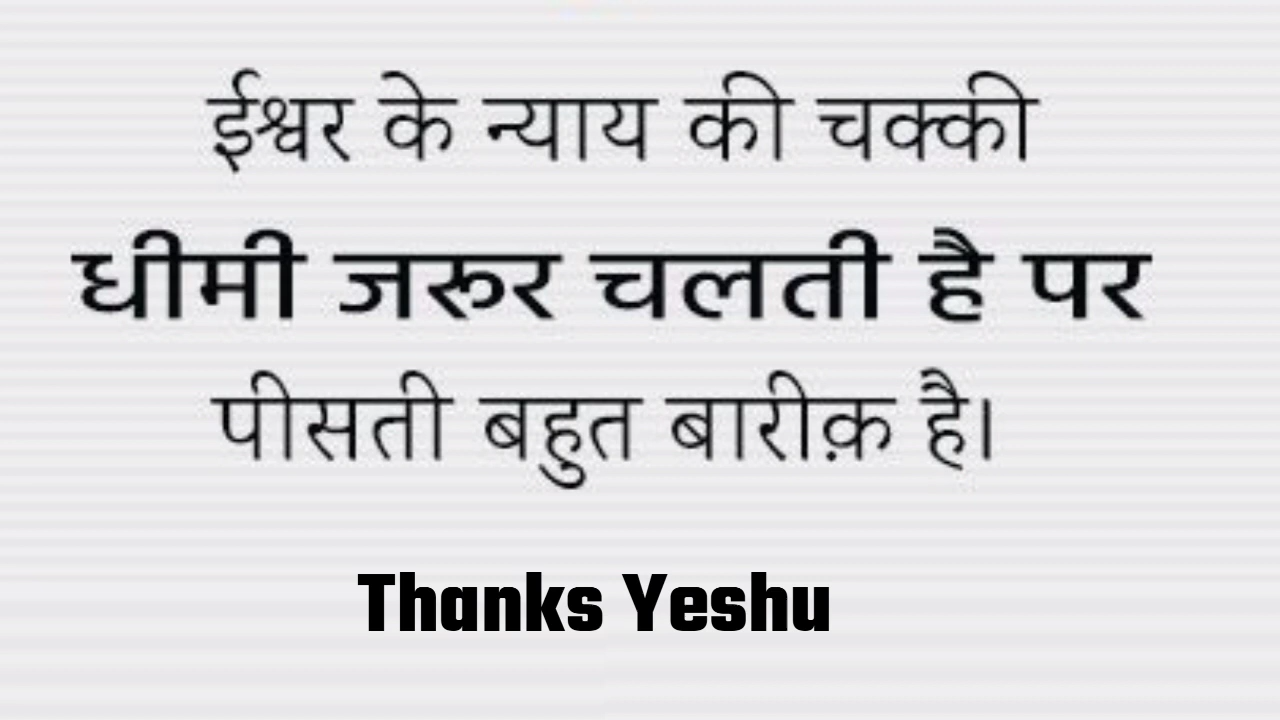 ईश्वर के न्याय की चक्की
धीमी जरूर चलती है पर
पीसती बहुत बारीक़ है।
Thanks Yeshu